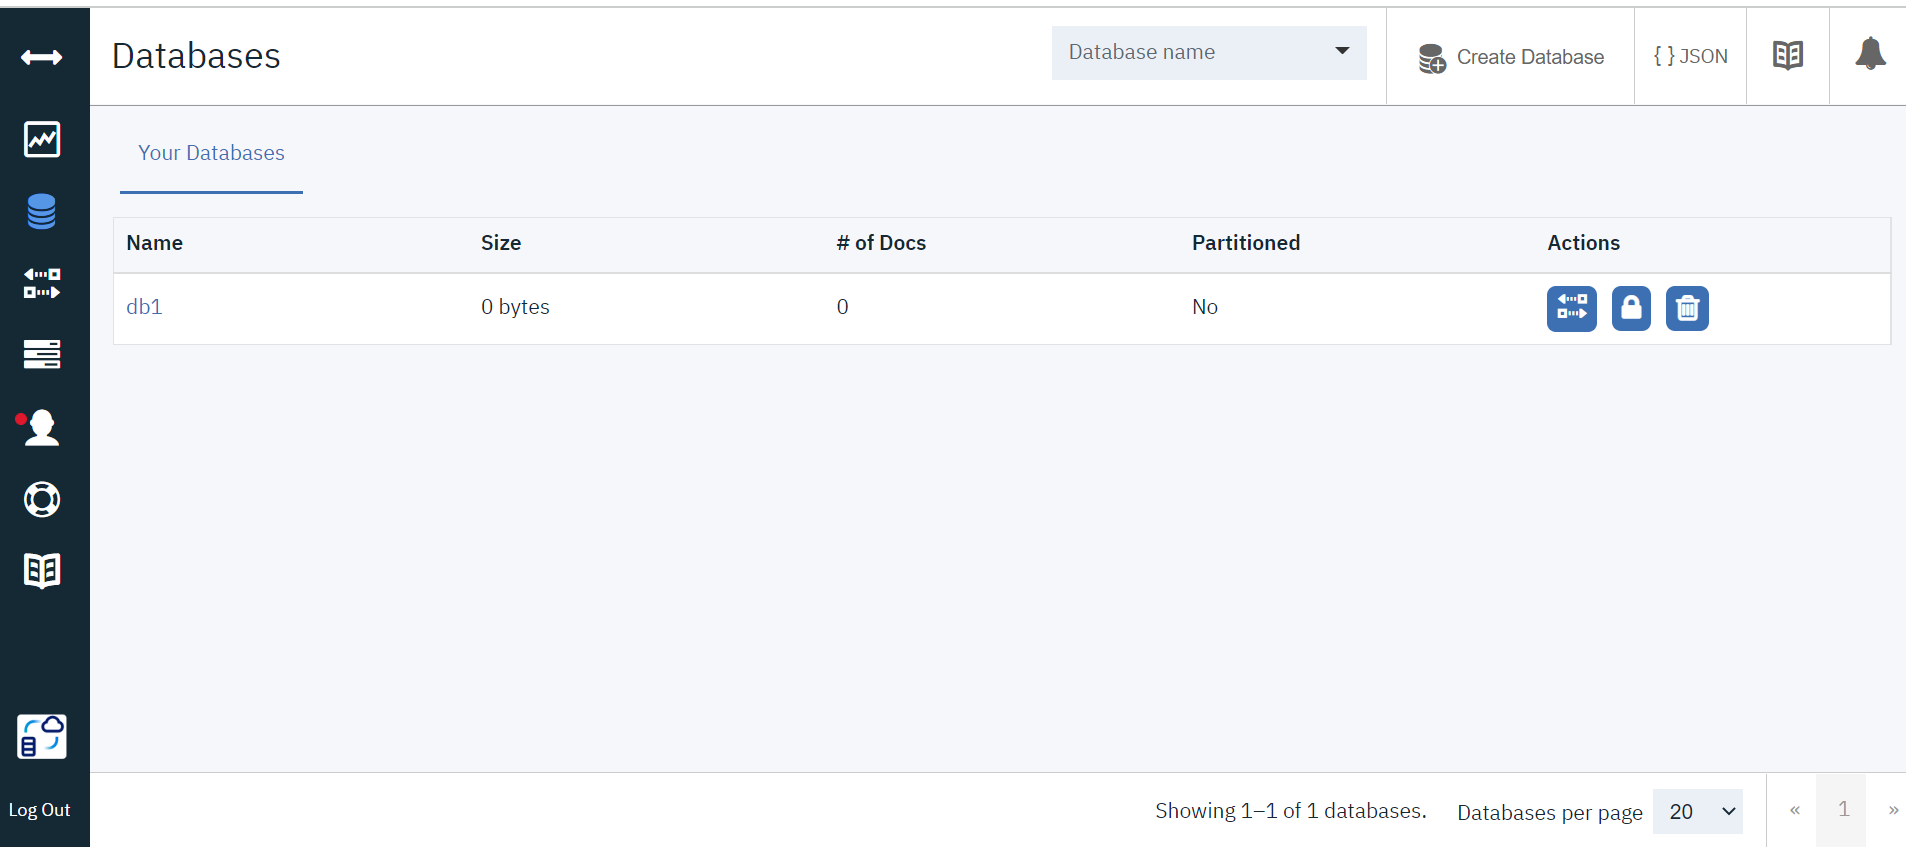 Databases
Database name
Create Database
{ } JSON
Your Databases
Name Size # of Docs Partitioned Actions
db1 0 bytes 0 No
Log Out
Showing 1–1 of 1 databases. Databases per page 20 « 1 »